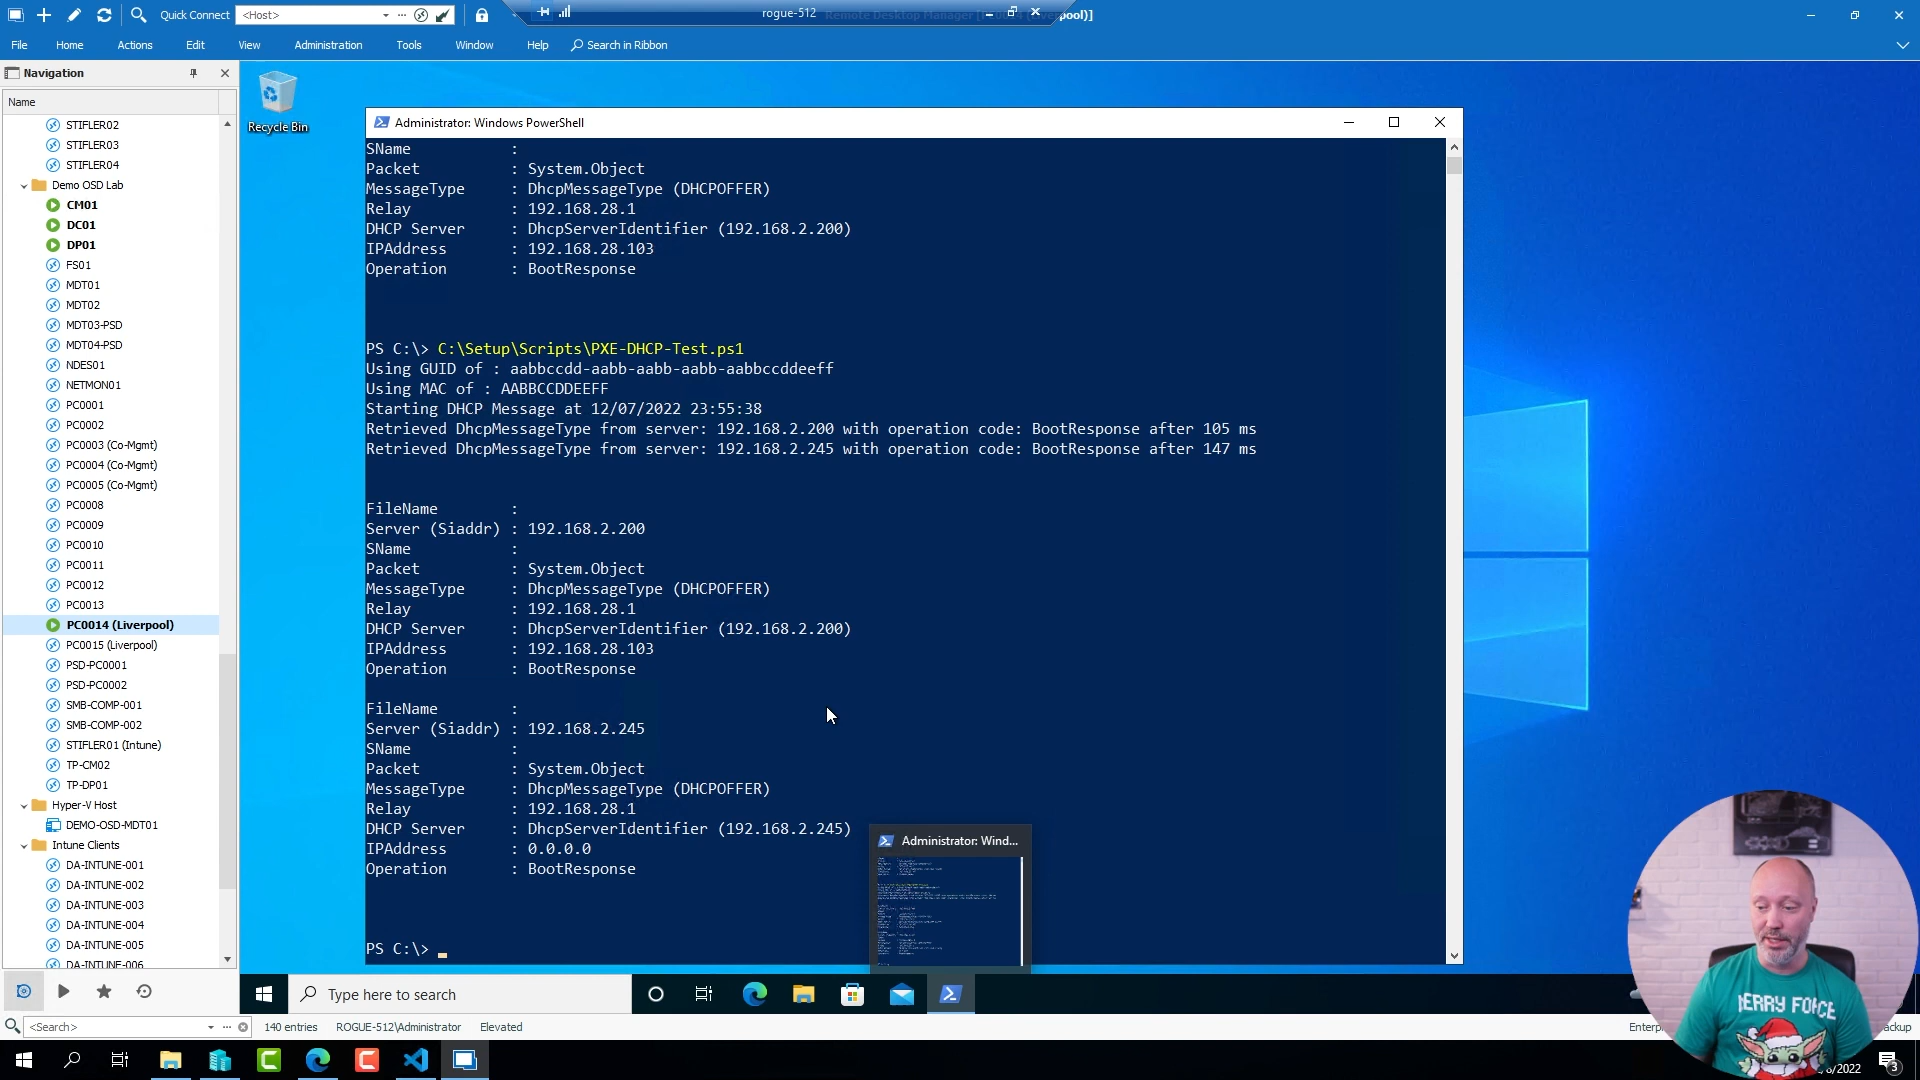 Quick Connect <Host>
rogue-512
Remote Desktop Manager [PC0014 (Liverpool)]
File Home Actions Edit View Administration Tools Window Help Search in Ribbon
Navigation
Name
STIFLER02
STIFLER03
STIFLER04
Demo OSD Lab
CM01
DC01
DP01
FS01
MDT01
MDT02
MDT03-PSD
MDT04-PSD
NDES01
NETMON01
PC0001
PC0002
PC0003 (Co-Mgmt)
PC0004 (Co-Mgmt)
PC0005 (Co-Mgmt)
PC0008
PC0009
PC0010
PC0011
PC0012
PC0013
PC0014 (Liverpool)
PC0015 (Liverpool)
PSD-PC0001
PSD-PC0002
SMB-COMP-001
SMB-COMP-002
STIFLER01 (Intune)
TP-CM02
TP-DP01
Hyper-V Host
DEMO-OSD-MDT01
Intune Clients
DA-INTUNE-001
DA-INTUNE-002
DA-INTUNE-003
DA-INTUNE-004
DA-INTUNE-005
DA-INTUNE-006
Recycle Bin
Administrator: Windows PowerShell
SName :
Packet : System.Object
MessageType : DhcpMessageType (DHCPOFFER)
Relay : 192.168.28.1
DHCP Server : DhcpServerIdentifier (192.168.2.200)
IPAddress : 192.168.28.103
Operation : BootResponse
PS C:\> C:\Setup\Scripts\PXE-DHCP-Test.ps1
Using GUID of : aabbccdd-aabb-aabb-aabb-aabbccddeeff
Using MAC of : AABBCCDDEEFF
Starting DHCP Message at 12/07/2022 23:55:38
Retrieved DhcpMessageType from server: 192.168.2.200 with operation code: BootResponse after 105 ms
Retrieved DhcpMessageType from server: 192.168.2.245 with operation code: BootResponse after 147 ms
FileName :
Server (Siaddr) : 192.168.2.200
SName :
Packet : System.Object
MessageType : DhcpMessageType (DHCPOFFER)
Relay : 192.168.28.1
DHCP Server : DhcpServerIdentifier (192.168.2.200)
IPAddress : 192.168.28.103
Operation : BootResponse
FileName :
Server (Siaddr) : 192.168.2.245
SName :
Packet : System.Object
MessageType : DhcpMessageType (DHCPOFFER)
Relay : 192.168.28.1
DHCP Server : DhcpServerIdentifier (192.168.2.245)
IPAddress : 0.0.0.0
Operation : BootResponse
PS C:\>
Administrator: Wind...
Type here to search
<Search>
140 entries ROGUE-512\Administrator Elevated
MERRY FORCE
3